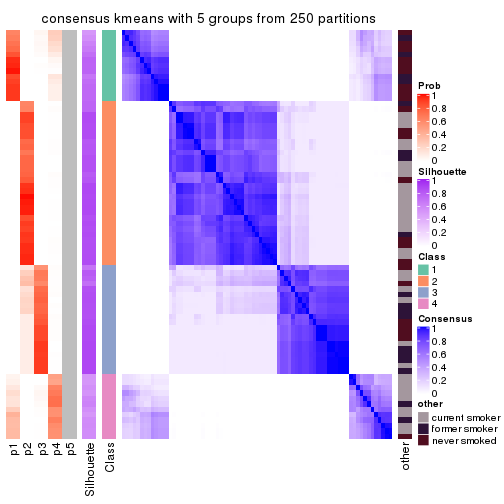 consensus kmeans with 5 groups from 250 partitions
Prob
1
0.8
0.6
0.4
0.2
0
Silhouette
1
0.8
0.6
0.4
0.2
0
Class
1
2
3
4
Consensus
1
0.8
0.6
0.4
0.2
0
other
current smoker
former smoker
never smoked
p1
p2
p3
p4
p5
Silhouette
Class
other